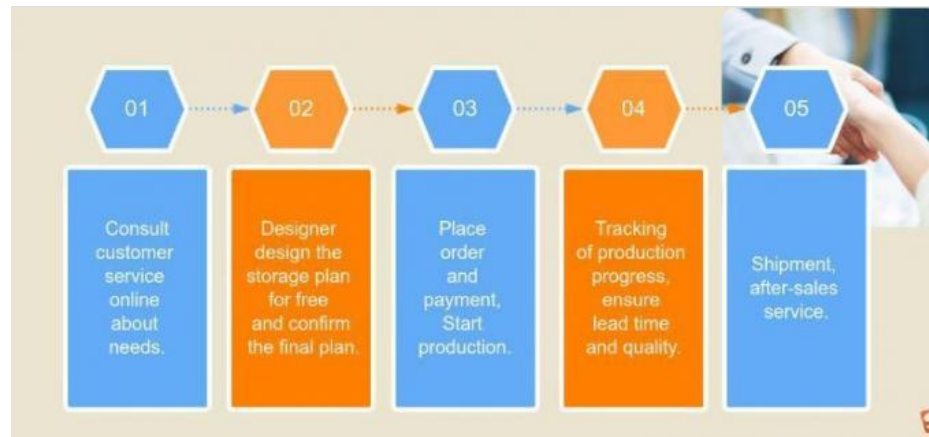 01
02
03
04
05
Consult
customer
service
online
about
needs.
Designer
design the
storage plan
for free
and confirm
the final plan.
Place
order
and
payment,
Start
production.
Tracking
of production
progress,
ensure
lead time
and quality.
Shipment,
after-sales
service.